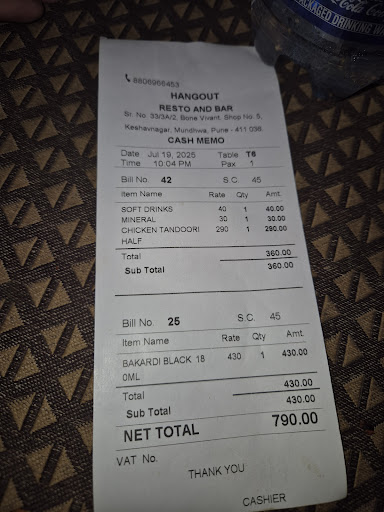 Coca-Cola
PACKAGED DRINKING WA
8806966453
HANGOUT
RESTO AND BAR
Sr. No. 33/3A/2, Bone Vivant, Shop No. 5,
Keshavnagar, Mundhwa, Pune - 411 036.
CASH MEMO
Date Jul 19, 2025 Table T6
Time 10:04 PM Pax 1
Bill No. 42 S.C. 45
Item Name Rate Qty Amt.
SOFT DRINKS 40 1 40.00
MINERAL 30 1 30.00
CHICKEN TANDOORI 290 1 290.00
HALF
Total 360.00
Sub Total 360.00
Bill No. 25 S.C. 45
Item Name Rate Qty Amt.
BAKARDI BLACK 18 430 1 430.00
0ML
Total 430.00
Sub Total 430.00
NET TOTAL 790.00
VAT No.
THANK YOU
CASHIER